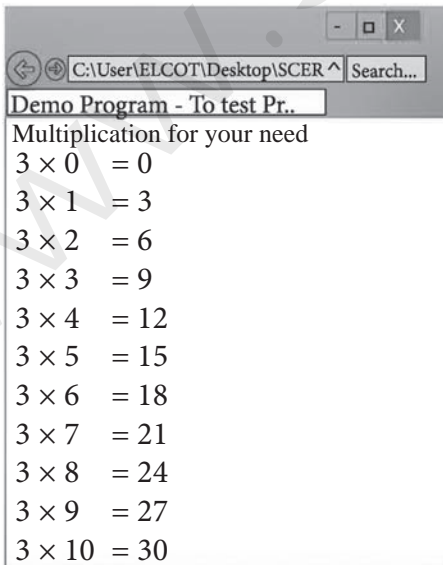 - X
C:\User\ELCOT\Desktop\SCER ^ Search...
Demo Program - To test Pr..
Multiplication for your need
3 × 0 = 0
3 × 1 = 3
3 × 2 = 6
3 × 3 = 9
3 × 4 = 12
3 × 5 = 15
3 × 6 = 18
3 × 7 = 21
3 × 8 = 24
3 × 9 = 27
3 × 10 = 30